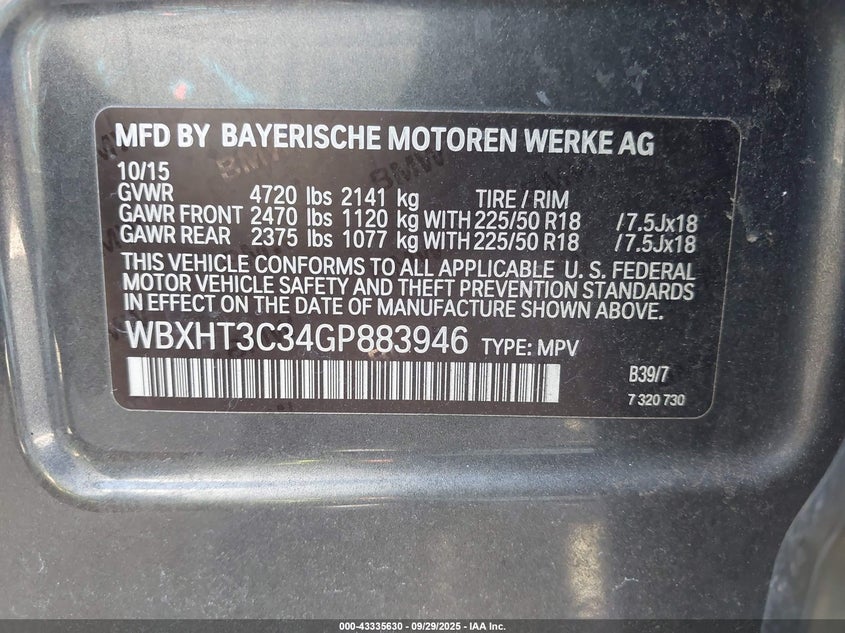 MFD BY BAYERISCHE MOTOREN WERKE AG
10/15
GVWR 4720 lbs 2141 kg TIRE / RIM
GAWR FRONT 2470 lbs 1120 kg WITH 225/50 R18 /7.5Jx18
GAWR REAR 2375 lbs 1077 kg WITH 225/50 R18 /7.5Jx18
THIS VEHICLE CONFORMS TO ALL APPLICABLE U. S. FEDERAL
MOTOR VEHICLE SAFETY AND THEFT PREVENTION STANDARDS
IN EFFECT ON THE DATE OF MANUFACTURE SHOWN ABOVE.
WBXHT3C34GP883946 TYPE: MPV
B39/7
7 320 730
000-43335630 - 09/29/2025 - IAA Inc.